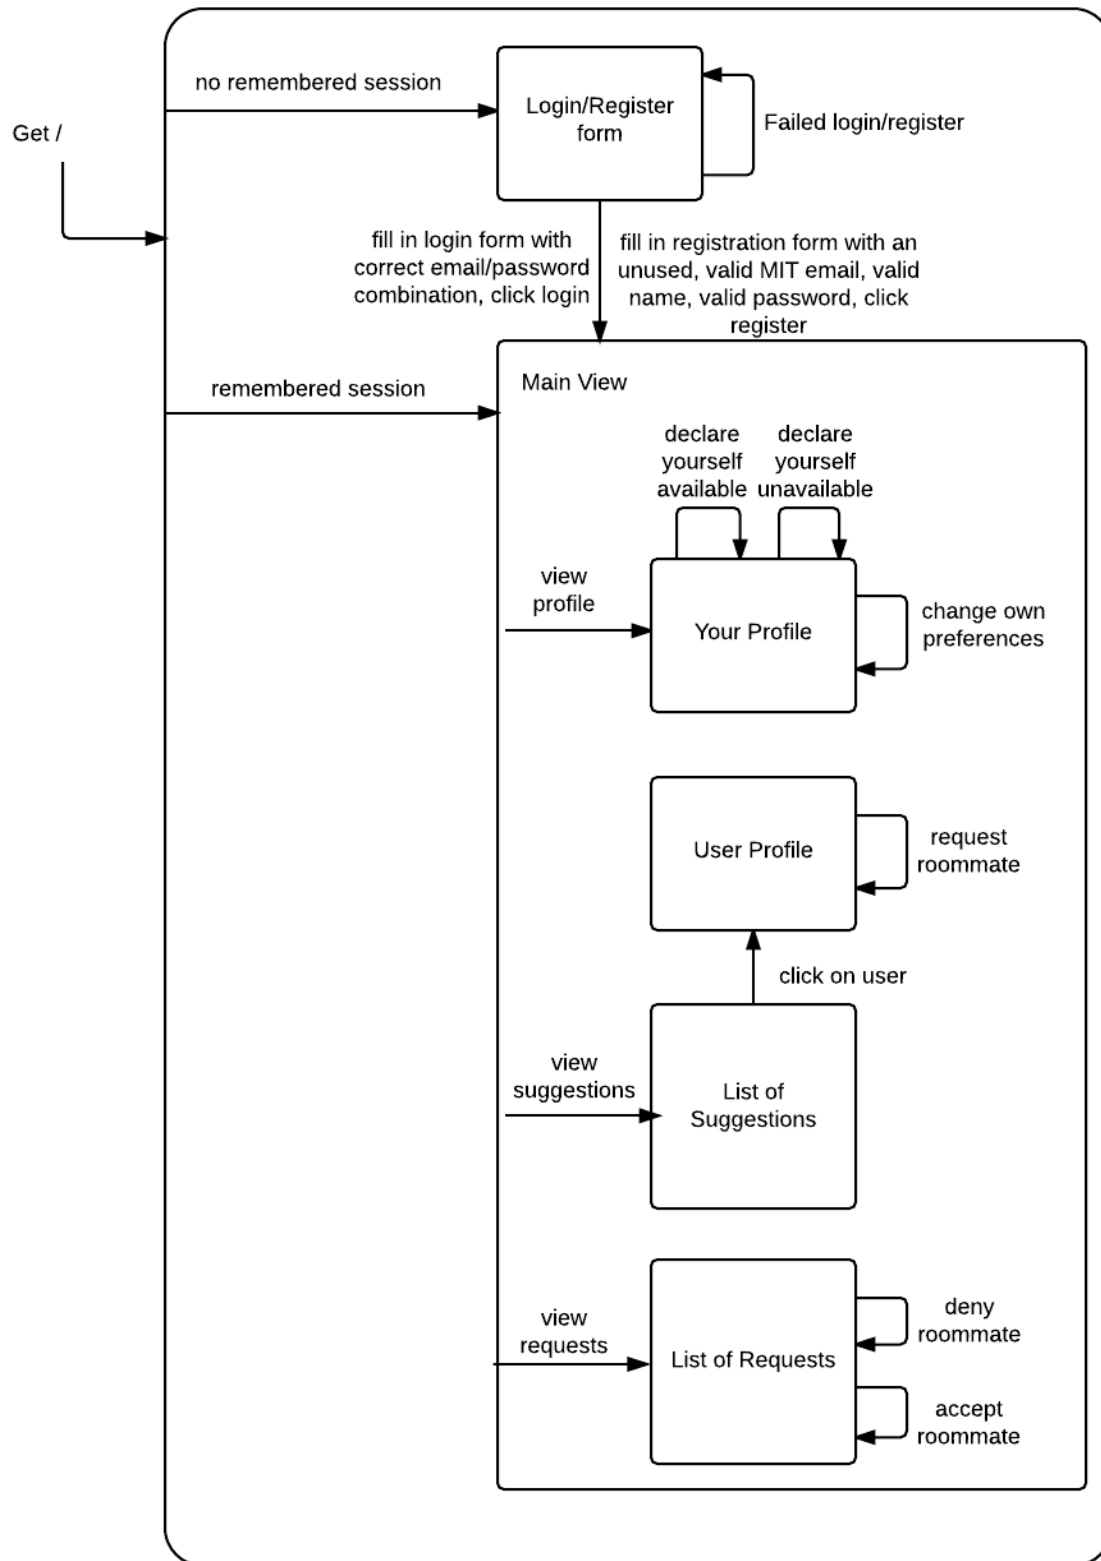 no remembered session
Get /
Login/Register
form
Failed login/register
fill in login form with
correct email/password
combination, click login
fill in registration form with an
unused, valid MIT email, valid
name, valid password, click
register
remembered session
Main View
declare
yourself
available
declare
yourself
unavailable
view
profile
Your Profile
change own
preferences
User Profile
request
roommate
click on user
view
suggestions
List of
Suggestions
view
requests
List of Requests
deny
roommate
accept
roommate